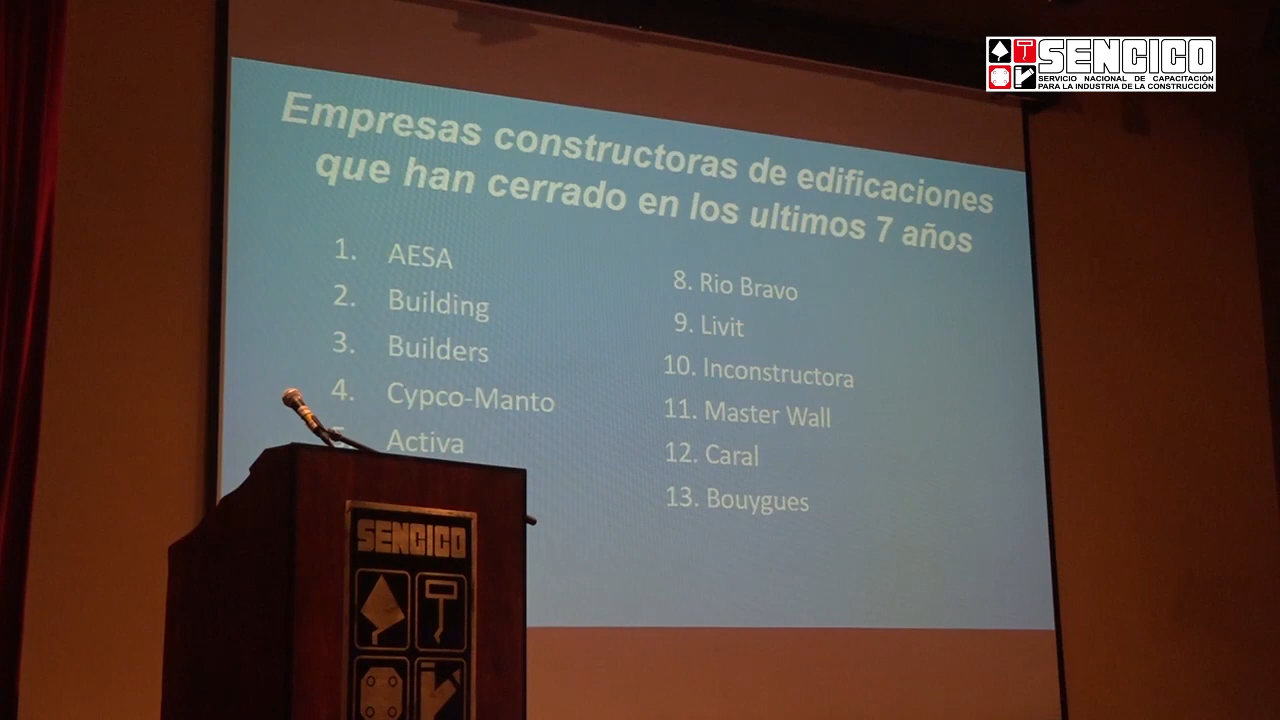 SENCICO
SERVICIO NACIONAL DE CAPACITACIÓN
PARA LA INDUSTRIA DE LA CONSTRUCCIÓN
Empresas constructoras de edificaciones
que han cerrado en los ultimos 7 años
1. AESA
2. Building
3. Builders
4. Cypco-Manto
Activa
8. Rio Bravo
9. Livit
10. Inconstructora
11. Master Wall
12. Caral
13. Bouygues
SENCICO